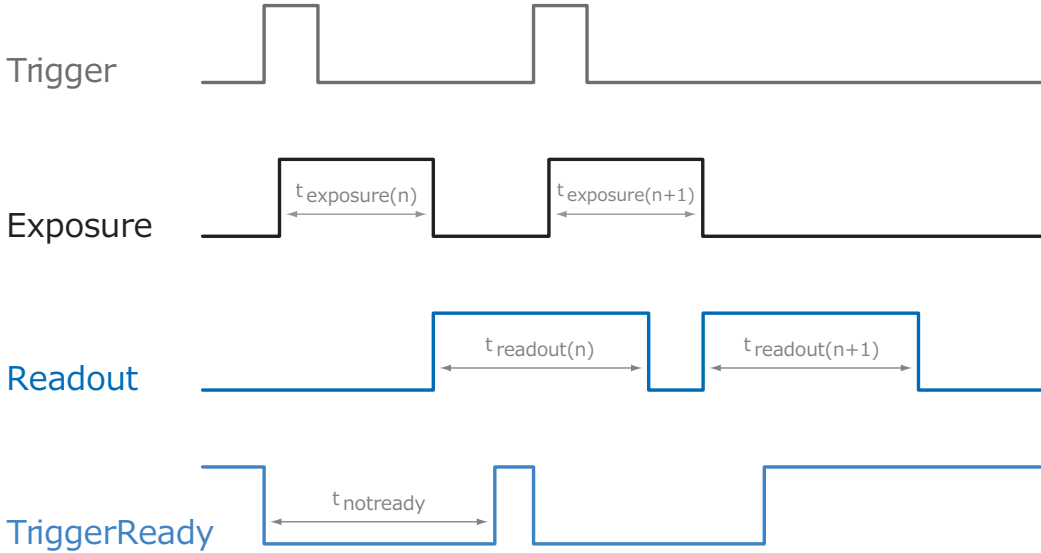 Trigger
Exposure
t exposure(n)
t exposure(n+1)
Readout
t readout(n)
t readout(n+1)
TriggerReady
t notready